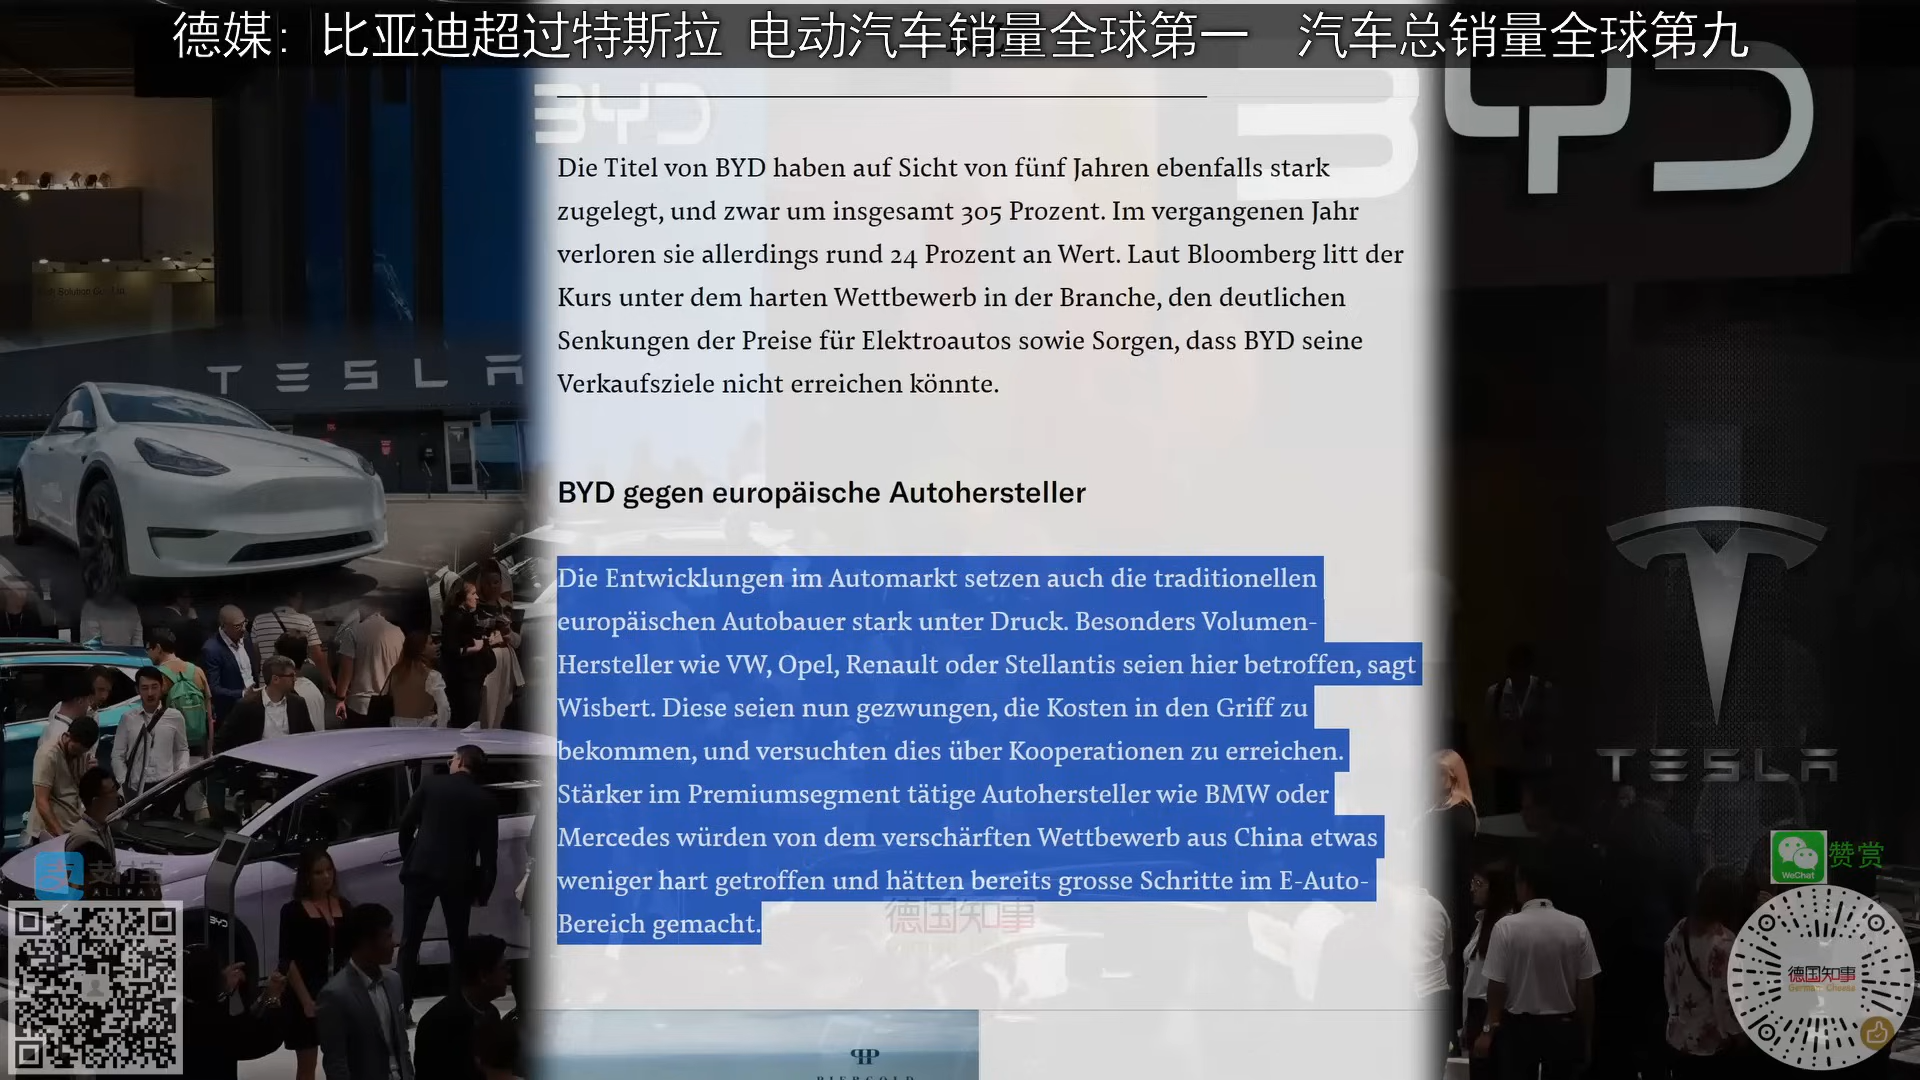 德媒：比亚迪超过特斯拉 电动汽车销量全球第一 汽车总销量全球第九
BYD
BYD
Die Titel von BYD haben auf Sicht von fünf Jahren ebenfalls stark
zugelegt, und zwar um insgesamt 305 Prozent. Im vergangenen Jahr
verloren sie allerdings rund 24 Prozent an Wert. Laut Bloomberg litt der
Kurs unter dem harten Wettbewerb in der Branche, den deutlichen
Senkungen der Preise für Elektroautos sowie Sorgen, dass BYD seine
Verkaufsziele nicht erreichen könnte.
TESLA
BYD gegen europäische Autohersteller
Die Entwicklungen im Automarkt setzen auch die traditionellen
europäischen Autobauer stark unter Druck. Besonders Volumen-
Hersteller wie VW, Opel, Renault oder Stellantis seien hier betroffen, sagt
Wisbert. Diese seien nun gezwungen, die Kosten in den Griff zu
bekommen, und versuchten dies über Kooperationen zu erreichen.
Stärker im Premiumsegment tätige Autohersteller wie BMW oder
Mercedes würden von dem verschärften Wettbewerb aus China etwas
weniger hart getroffen und hätten bereits grosse Schritte im E-Auto-
Bereich gemacht.
TESLA
支付宝
ALIPAY
WeChat
赞赏
BYD
德国知事
德国知事
German Cheese